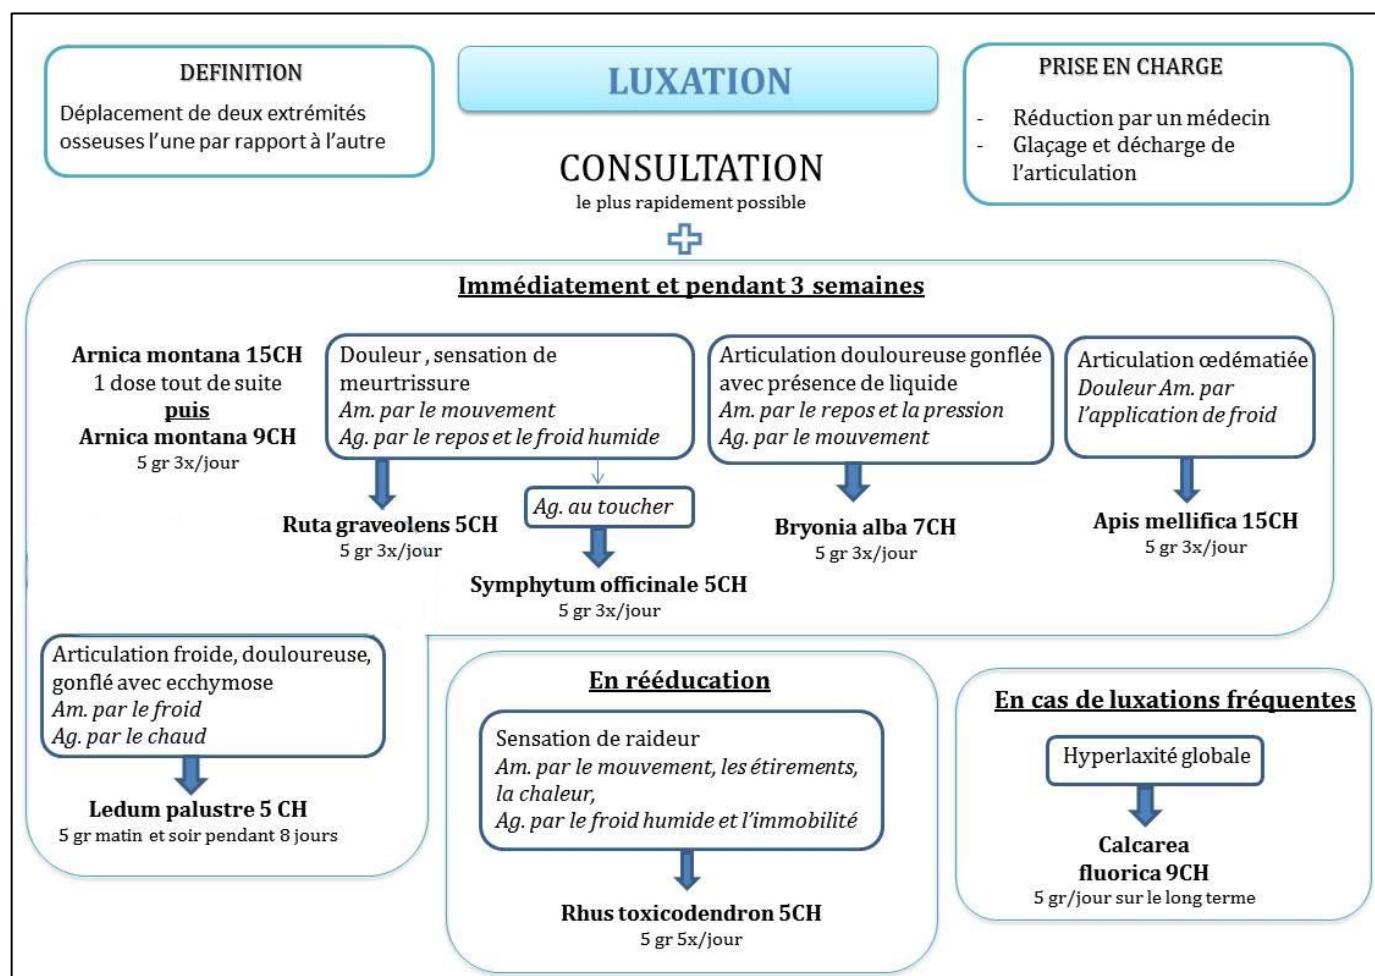 DEFINITION
Déplacement de deux extrémités
osseuses l’une par rapport à l’autre
LUXATION
PRISE EN CHARGE
- Réduction par un médecin
- Glaçage et décharge de
l’articulation
CONSULTATION
le plus rapidement possible
Immédiatement et pendant 3 semaines
Arnica montana 15CH
1 dose tout de suite
puis
Arnica montana 9CH
5 gr 3x/jour
Douleur , sensation de
meurtrissure
Am. par le mouvement
Ag. par le repos et le froid humide
Ruta graveolens 5CH
5 gr 3x/jour
Ag. au toucher
Symphytum officinale 5CH
5 gr 3x/jour
Articulation douloureuse gonflée
avec présence de liquide
Am. par le repos et la pression
Ag. par le mouvement
Bryonia alba 7CH
5 gr 3x/jour
Articulation œdématiée
Douleur Am. par
l’application de froid
Apis mellifica 15CH
5 gr 3x/jour
Articulation froide, douloureuse,
gonflé avec ecchymose
Am. par le froid
Ag. par le chaud
Ledum palustre 5 CH
5 gr matin et soir pendant 8 jours
En rééducation
Sensation de raideur
Am. par le mouvement, les étirements,
la chaleur,
Ag. par le froid humide et l’immobilité
Rhus toxicodendron 5CH
5 gr 5x/jour
En cas de luxations fréquentes
Hyperlaxité globale
Calcarea
fluorica 9CH
5 gr/jour sur le long terme